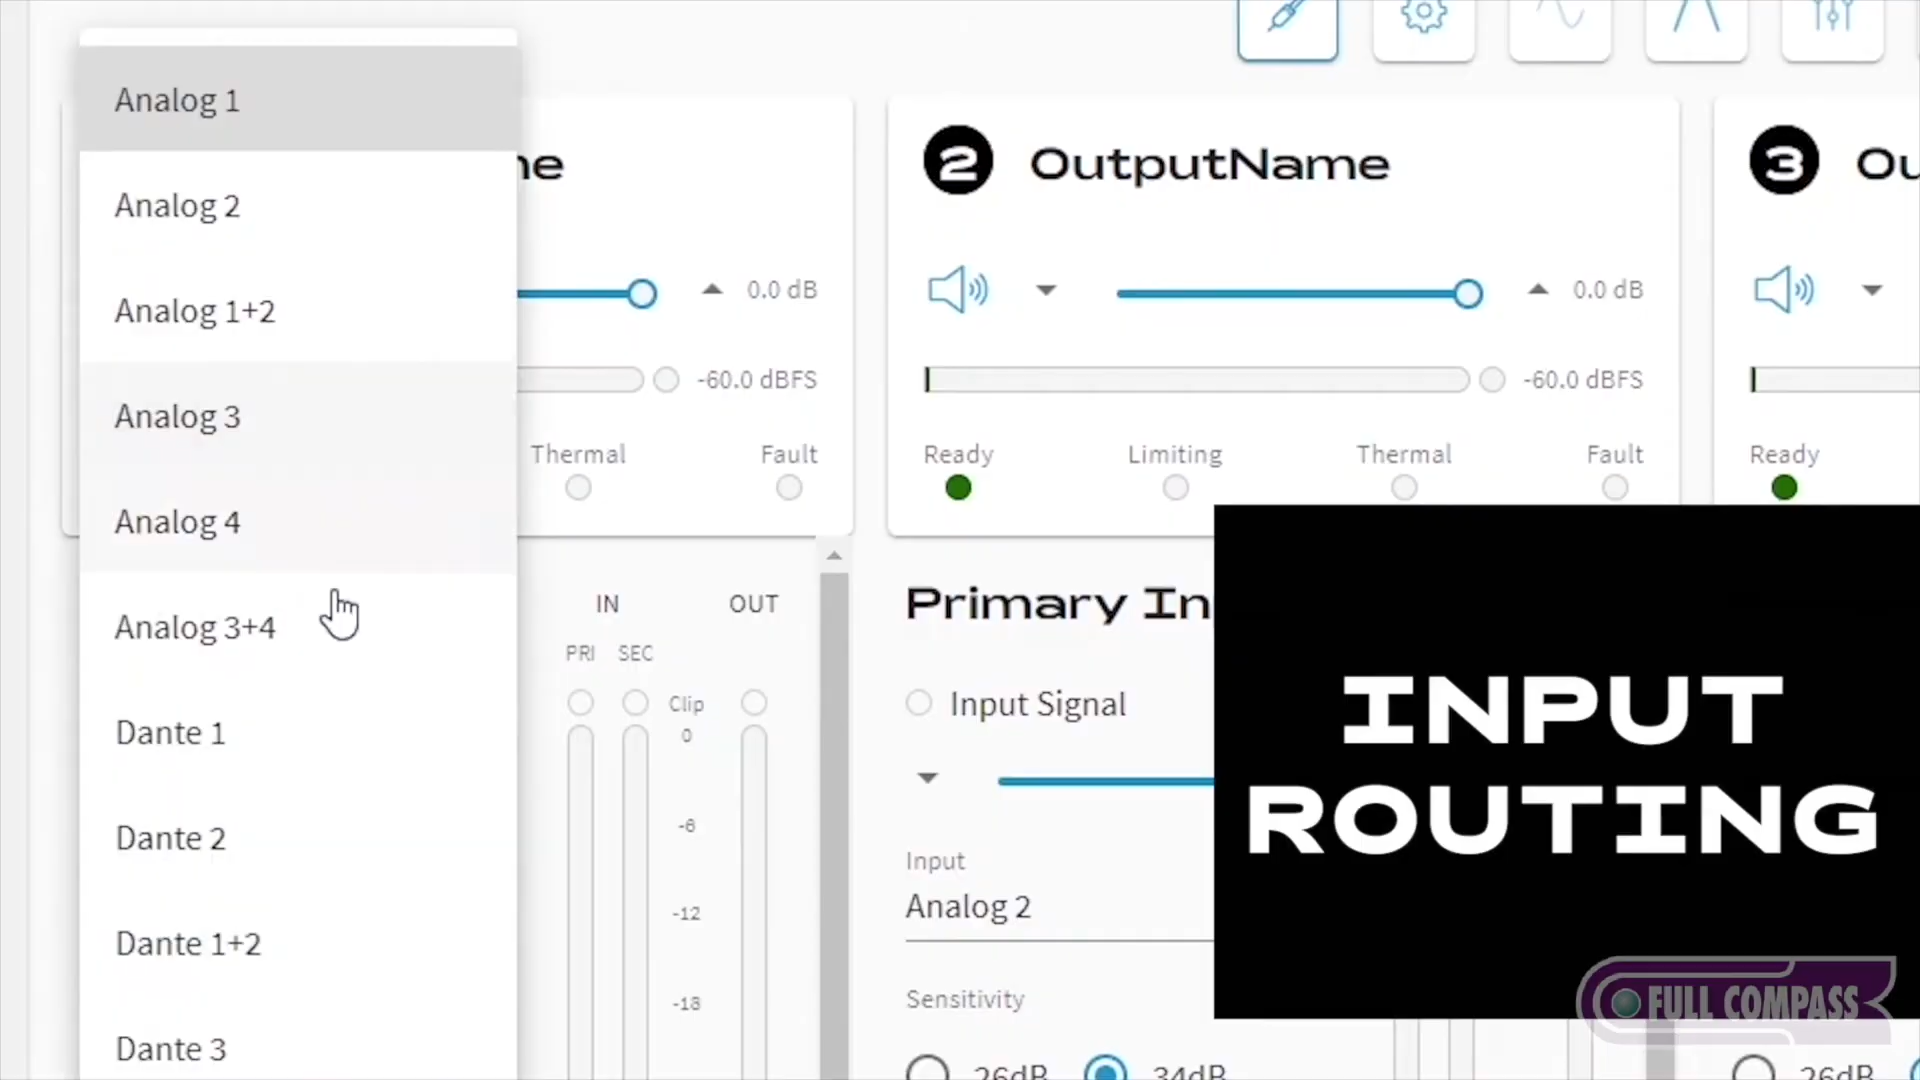 Analog 1
Analog 2
Analog 1+2
Analog 3
Analog 4
Analog 3+4
Dante 1
Dante 2
Dante 1+2
Dante 3
0.0 dB
-60.0 dBFS
Thermal
Fault
IN
OUT
PRI
SEC
Clip
0
-6
-12
-18
2
OutputName
0.0 dB
-60.0 dBFS
Ready
Limiting
Thermal
Fault
Primary In
Input Signal
Input
Analog 2
Sensitivity
26dB
34dB
3
Ou
Ready
INPUT
ROUTING
FULL COMPASS
26dB